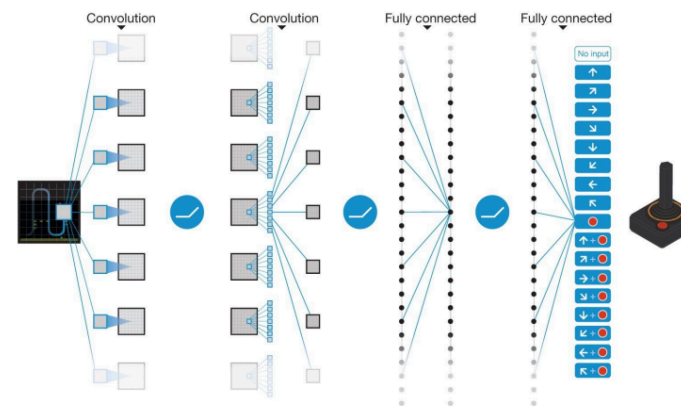 Convolution
Convolution
Fully connected
Fully connected
No input
+
+
+
+
+
+
+
+